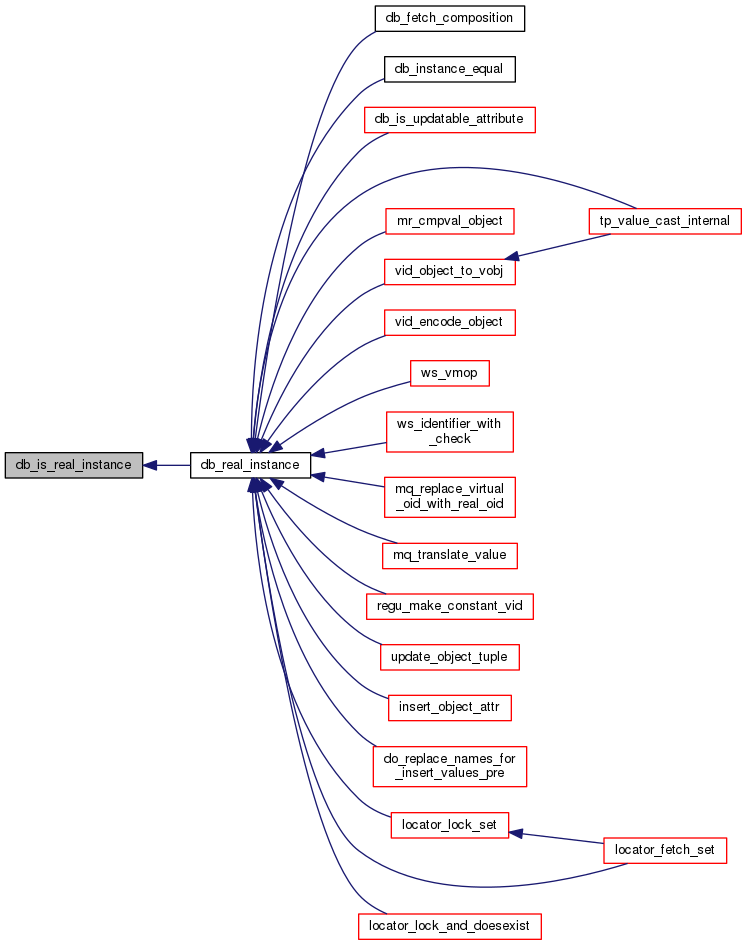 db_fetch_composition
db_instance_equal
db_is_updatable_attribute
mr_cmpval_object
tp_value_cast_internal
vid_object_to_vobj
vid_encode_object
ws_vmop
ws_identifier_with
_check
db_is_real_instance
db_real_instance
mq_replace_virtual
_oid_with_real_oid
mq_translate_value
regu_make_constant_vid
update_object_tuple
insert_object_attr
do_replace_names_for
_insert_values_pre
locator_lock_set
locator_fetch_set
locator_lock_and_doesexist